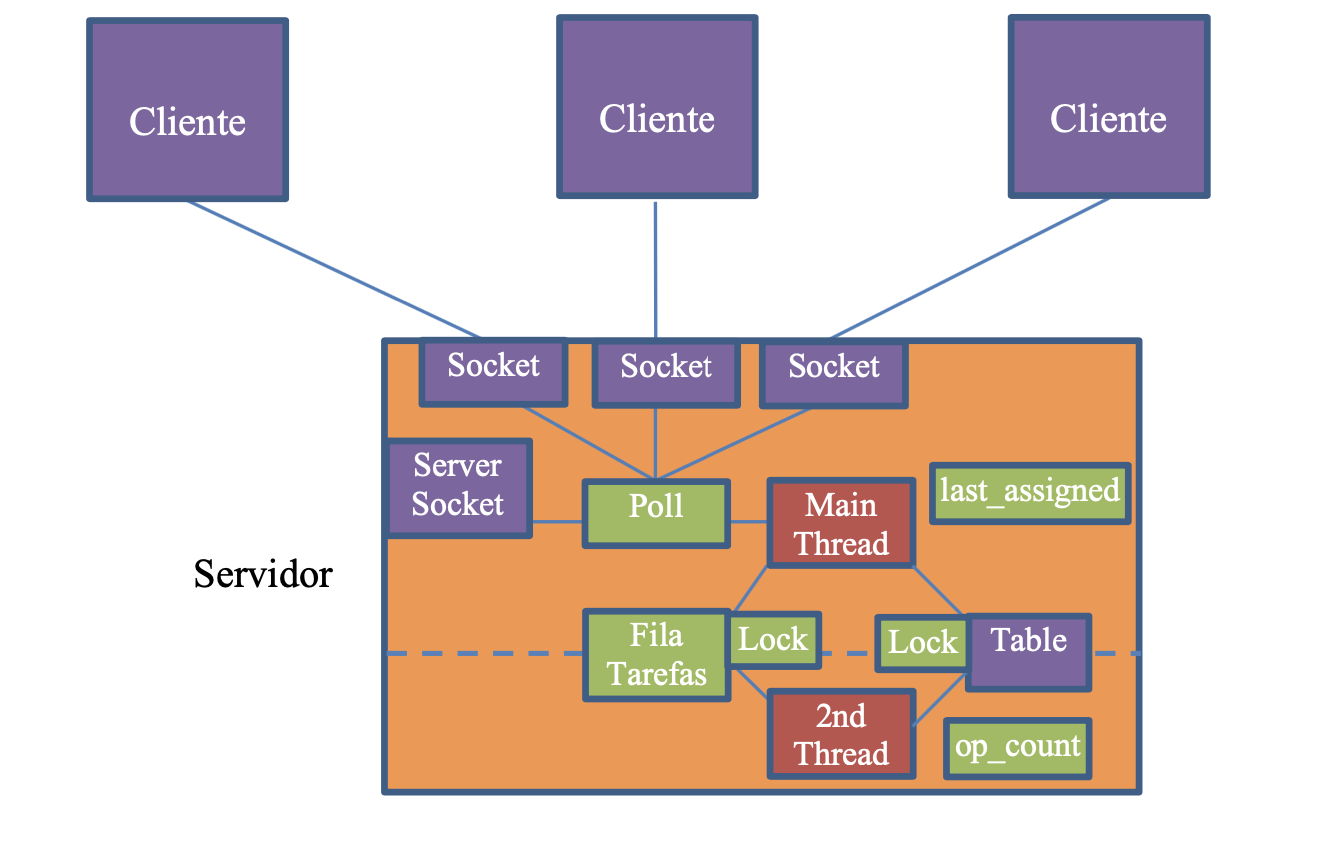 Cliente
Cliente
Cliente
Socket
Socket
Socket
Server
Socket
Poll
Main
Thread
last_assigned
Servidor
Fila
Tarefas
Lock
Lock
Table
2nd
Thread
op_count